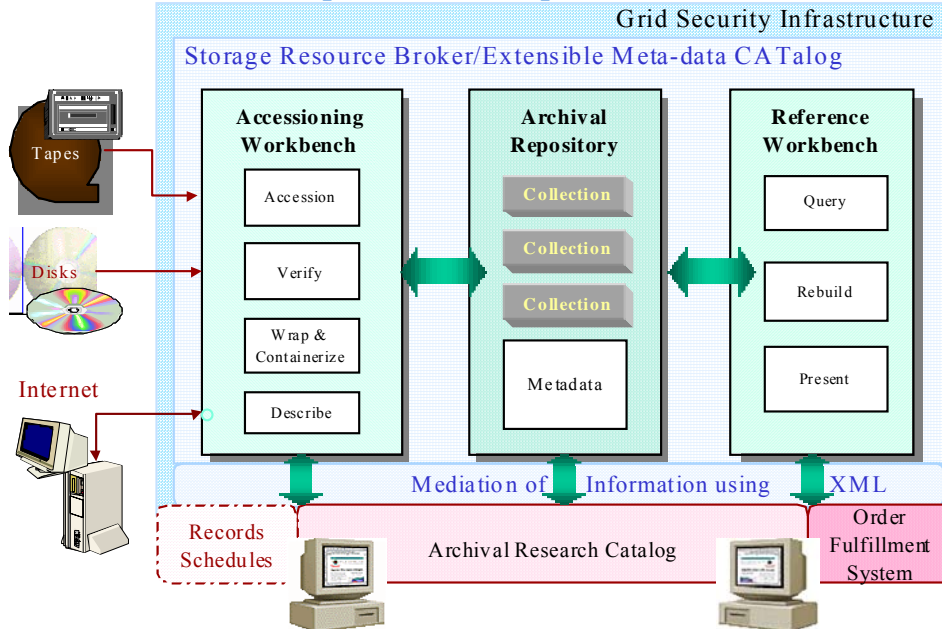 Grid Security Infrastructure
Storage Resource Broker/Extensible Meta-data CATalog
Tapes
Disks
Internet
Accessioning
Workbench
Accession
Verify
Wrap &
Containerize
Describe
Archival
Repository
Collection
Collection
Collection
Metadata
Reference
Workbench
Query
Rebuild
Present
Mediation of Information using XML
Records
Schedules
Archival Research Catalog
Order
Fulfillment
System